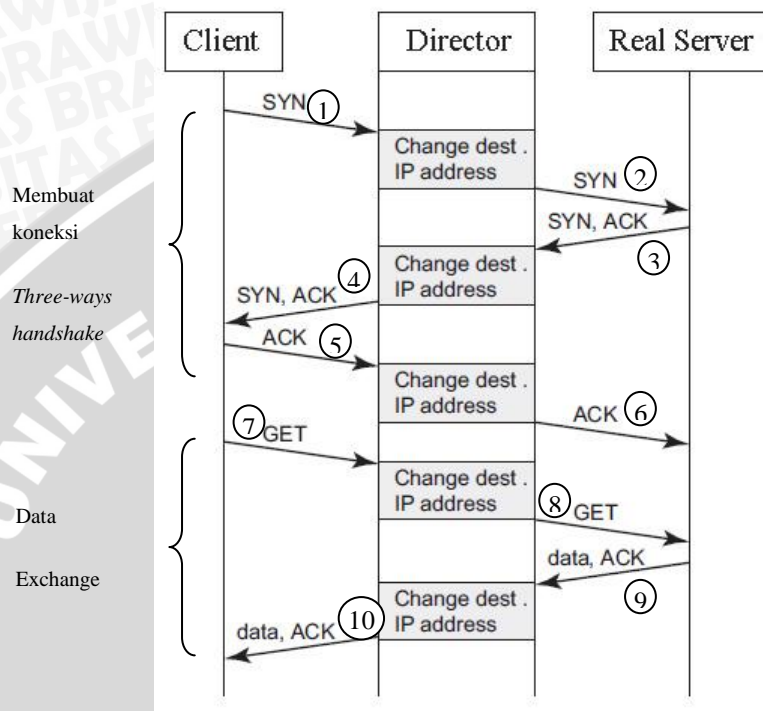 Client
Director
Real Server
SYN 1
Change dest .
IP address
SYN 2
SYN, ACK
3
Change dest .
IP address
4
SYN, ACK
ACK 5
Change dest .
IP address
ACK 6
7 GET
Change dest .
IP address
8 GET
data, ACK
9
Change dest .
IP address
10
data, ACK
Membuat
koneksi
Three-ways
handshake
Data
Exchange